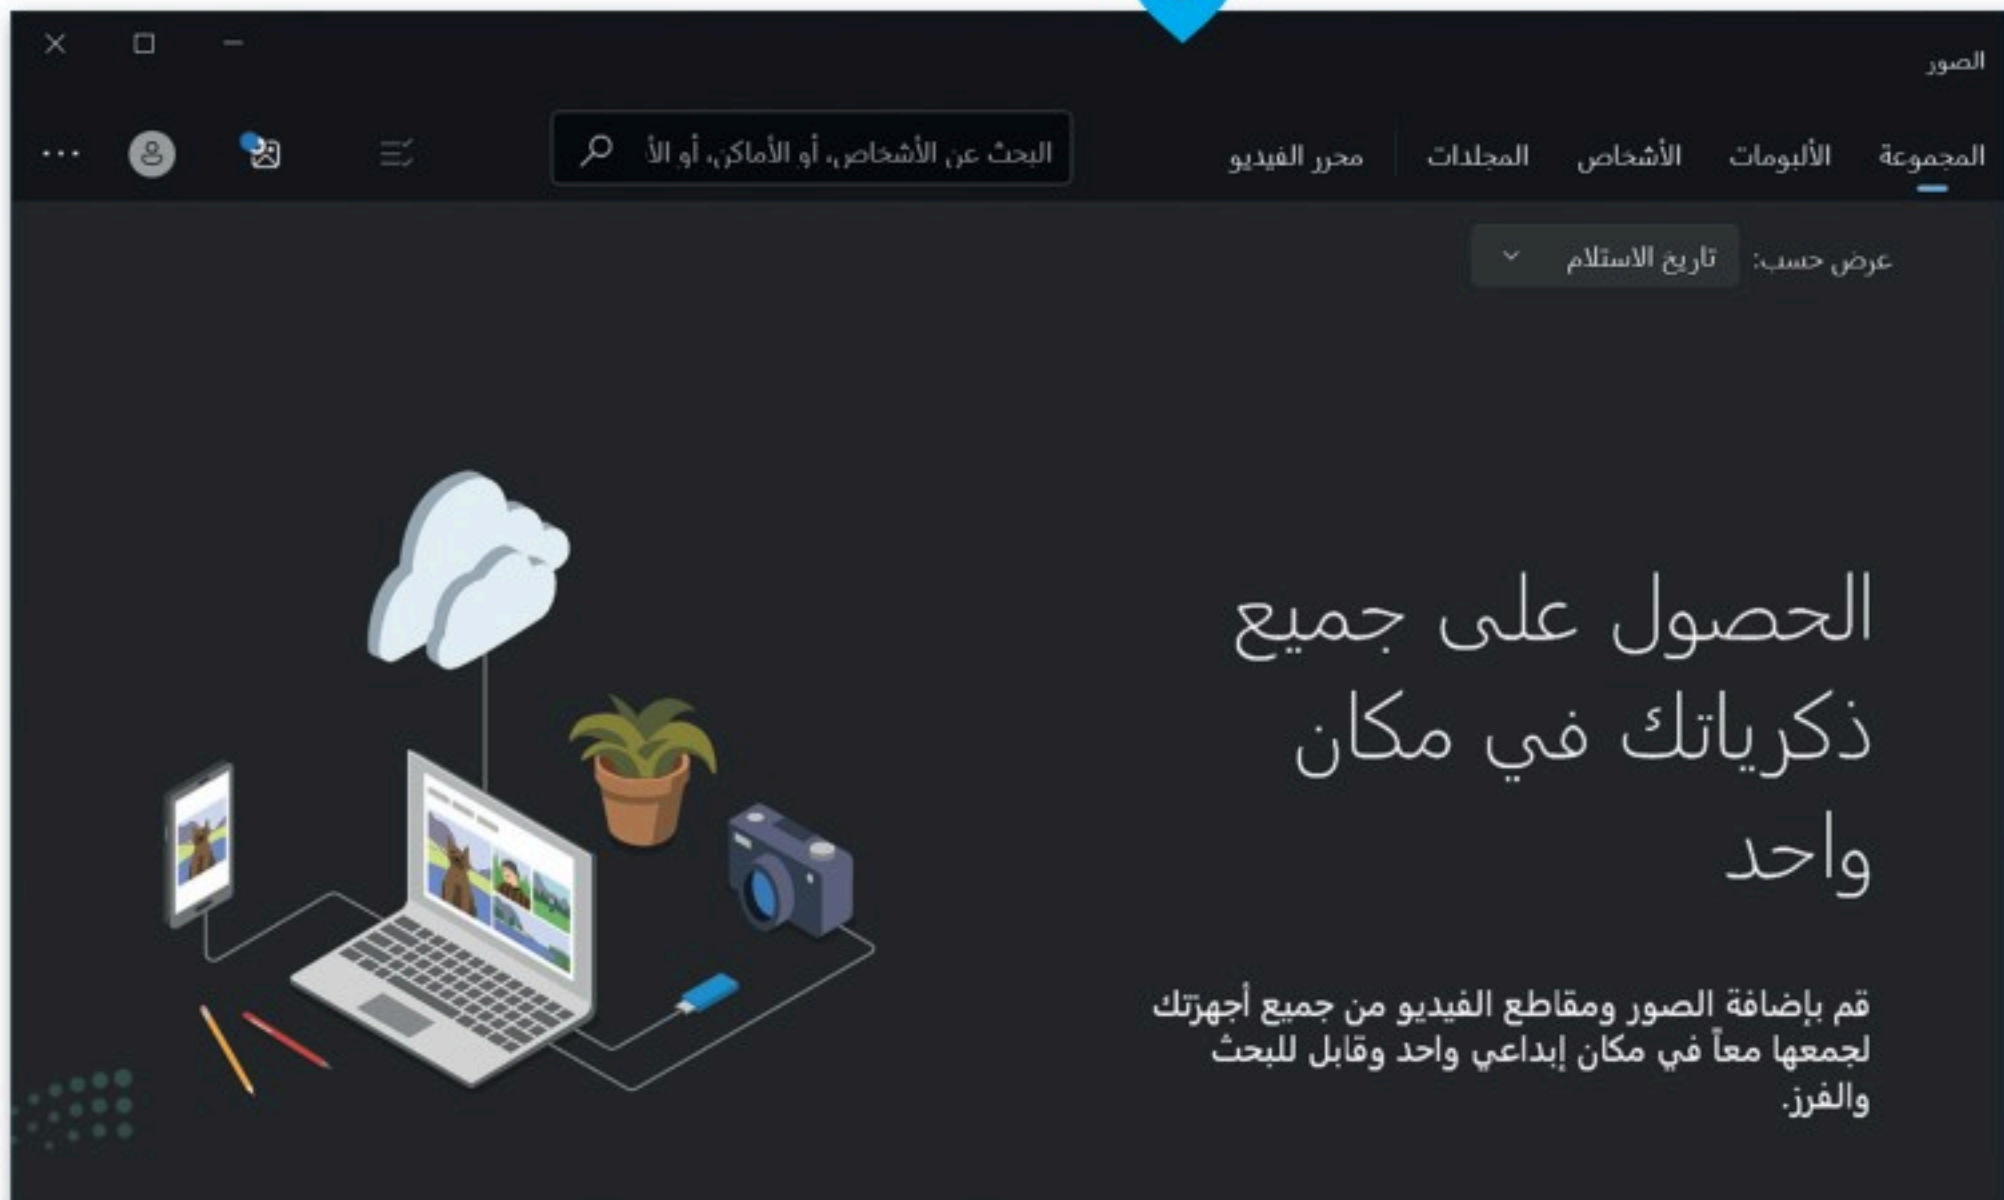 الصور
المجموعة الألبومات الأشخاص المجلدات محرر الفيديو البحث عن الأشخاص، أو الأماكن، أو الأ
عرض حسب: تاريخ الاستلام
الحصول على جميع
ذكرياتك في مكان
واحد
قم بإضافة الصور ومقاطع الفيديو من جميع أجهزتك
لجمعها معاً في مكان إبداعي واحد وقابل للبحث
والفرز.